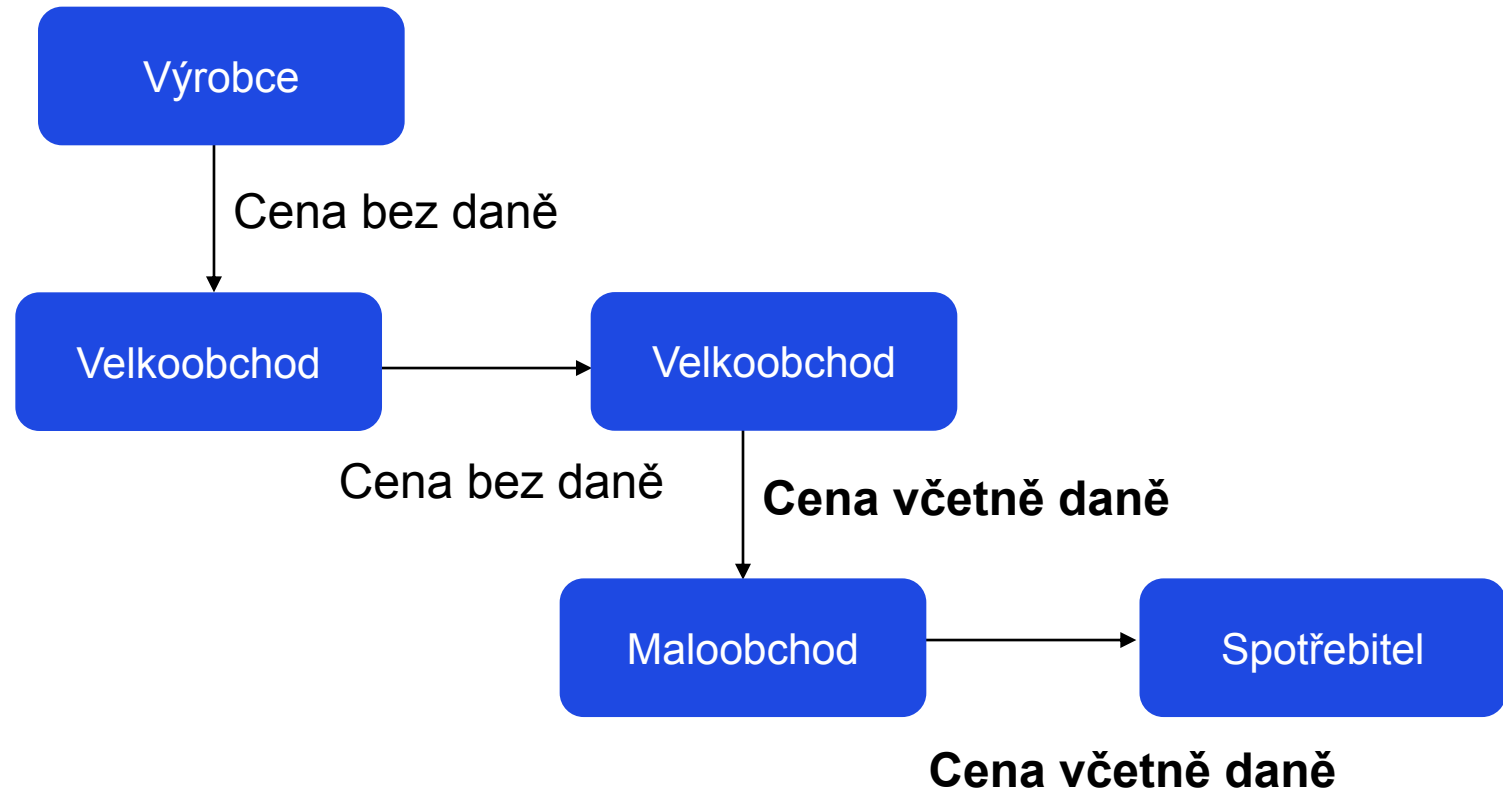 Výrobce
Cena bez daně
Velkoobchod
Velkoobchod
Cena bez daně
Cena včetně daně
Maloobchod
Spotřebitel
Cena včetně daně